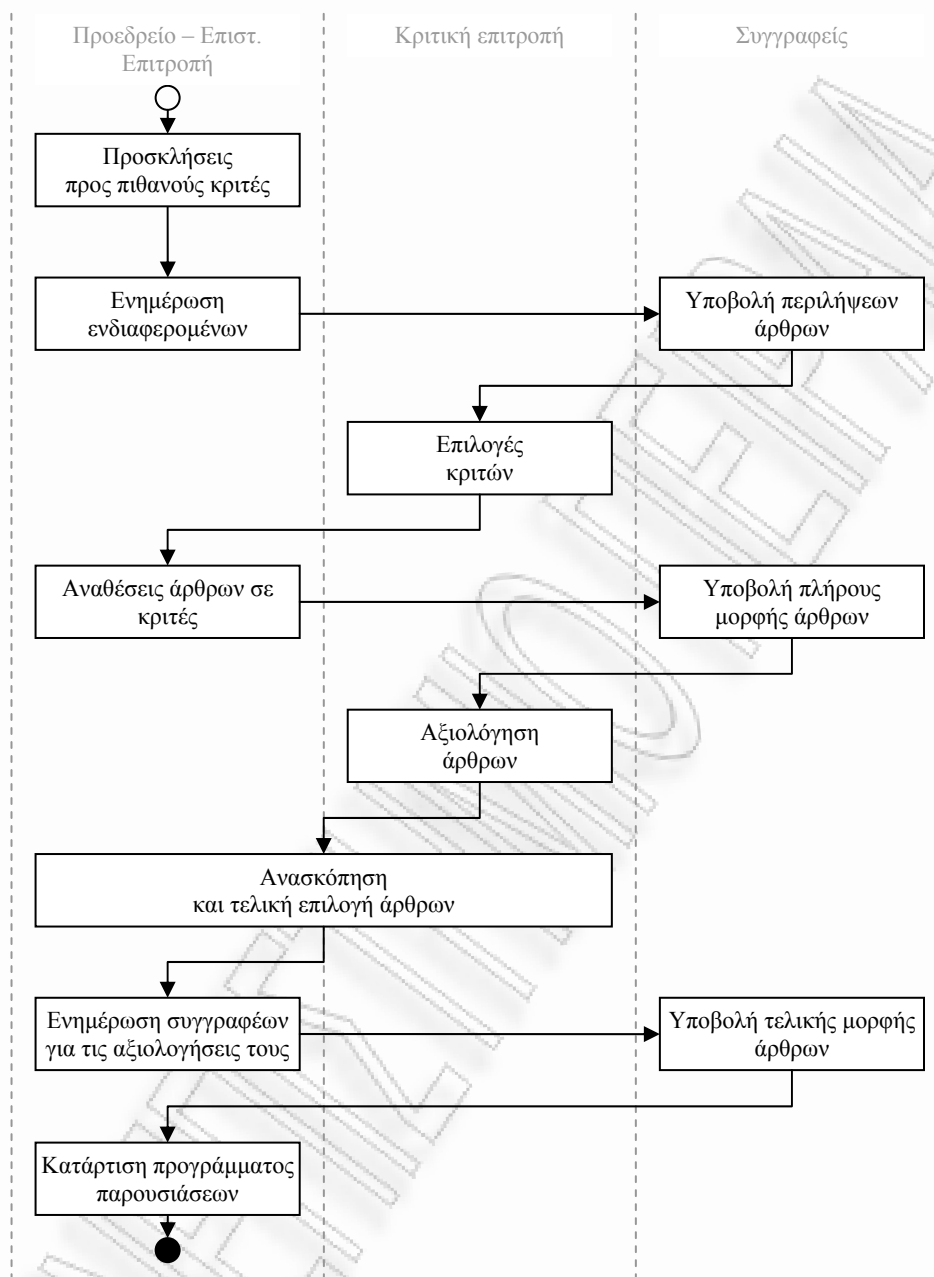 Προεδρείο – Επιστ.
Επιτροπή
Κριτική επιτροπή
Συγγραφείς
Προσκλήσεις
προς πιθανούς κριτές
Ενημέρωση
ενδιαφερομένων
Υποβολή περιλήψεων
άρθρων
Επιλογές
κριτών
Αναθέσεις άρθρων σε
κριτές
Υποβολή πλήρους
μορφής άρθρων
Αξιολόγηση
άρθρων
Ανασκόπηση
και τελική επιλογή άρθρων
Ενημέρωση συγγραφέων
για τις αξιολογήσεις τους
Υποβολή τελικής μορφής
άρθρων
Κατάρτιση προγράμματος
παρουσιάσεων